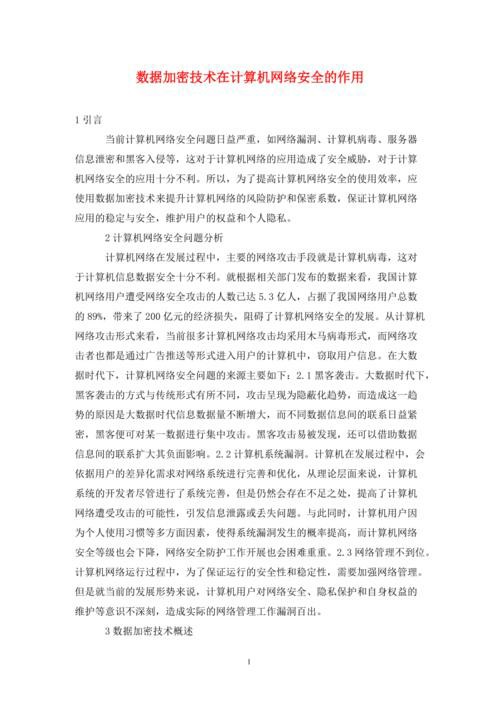 数据加密技术在计算机网络安全的作用
1 引言
当前计算机网络安全问题日益严重，如网络漏洞、计算机病毒、服务器
信息泄密和黑客入侵等，这对于计算机网络的应用造成了安全威胁，对于计算
机网络安全的应用十分不利。所以，为了提高计算机网络安全的使用效率，应
使用数据加密技术来提升计算机网络的风险防护和保密系数，保证计算机网络
应用的稳定与安全，维护用户的权益和个人隐私。
2 计算机网络安全问题分析
计算机网络在发展过程中，主要的网络攻击手段就是计算机病毒，这对
于计算机信息数据安全十分不利。就根据相关部门发布的数据来看，我国计算
机网络用户遭受网络安全攻击的人数已达 5.3 亿人，占据了我国网络用户总数
的 89%，带来了 200 亿元的经济损失，阻碍了计算机网络安全的发展。从计算机
网络攻击形式来看，当前很多计算机网络攻击均采用木马病毒形式，而网络攻
击者也都是通过广告推送等形式进入用户的计算机中，窃取用户信息。在大数
据时代下，计算机网络安全问题的来源主要如下：2.1 黑客袭击。大数据时代下，
黑客袭击的方式与传统形式有所不同，攻击呈现为隐蔽化趋势，而造成这一趋
势的原因是大数据时代信息数据量不断增大，而不同数据信息间的联系日益紧
密，黑客便可对某一数据进行集中攻击。黑客攻击易被发现，还可以借助数据
信息间的联系扩大其负面影响。2.2 计算机系统漏洞。计算机在发展过程中，会
依据用户的差异化需求对网络系统进行完善和优化，从理论层面来说，计算机
系统的开发者尽管进行了系统完善，但是仍然会存在不足之处，提高了计算机
网络遭受攻击的可能性，引发信息泄露或丢失问题。与此同时，计算机用户因
为个人使用习惯等多方面因素，使得系统漏洞发生的概率提高，而计算机网络
安全等级也会下降，网络安全防护工作开展也会困难重重。2.3 网络管理不到位。
计算机网络运行过程中，为了保证运行的安全性和稳定性，需要加强网络管理。
但是就当前的发展形势来说，计算机用户对网络安全、隐私保护和自身权益的
维护等意识不深刻，造成实际的网络管理工作漏洞百出。
3 数据加密技术概述
1